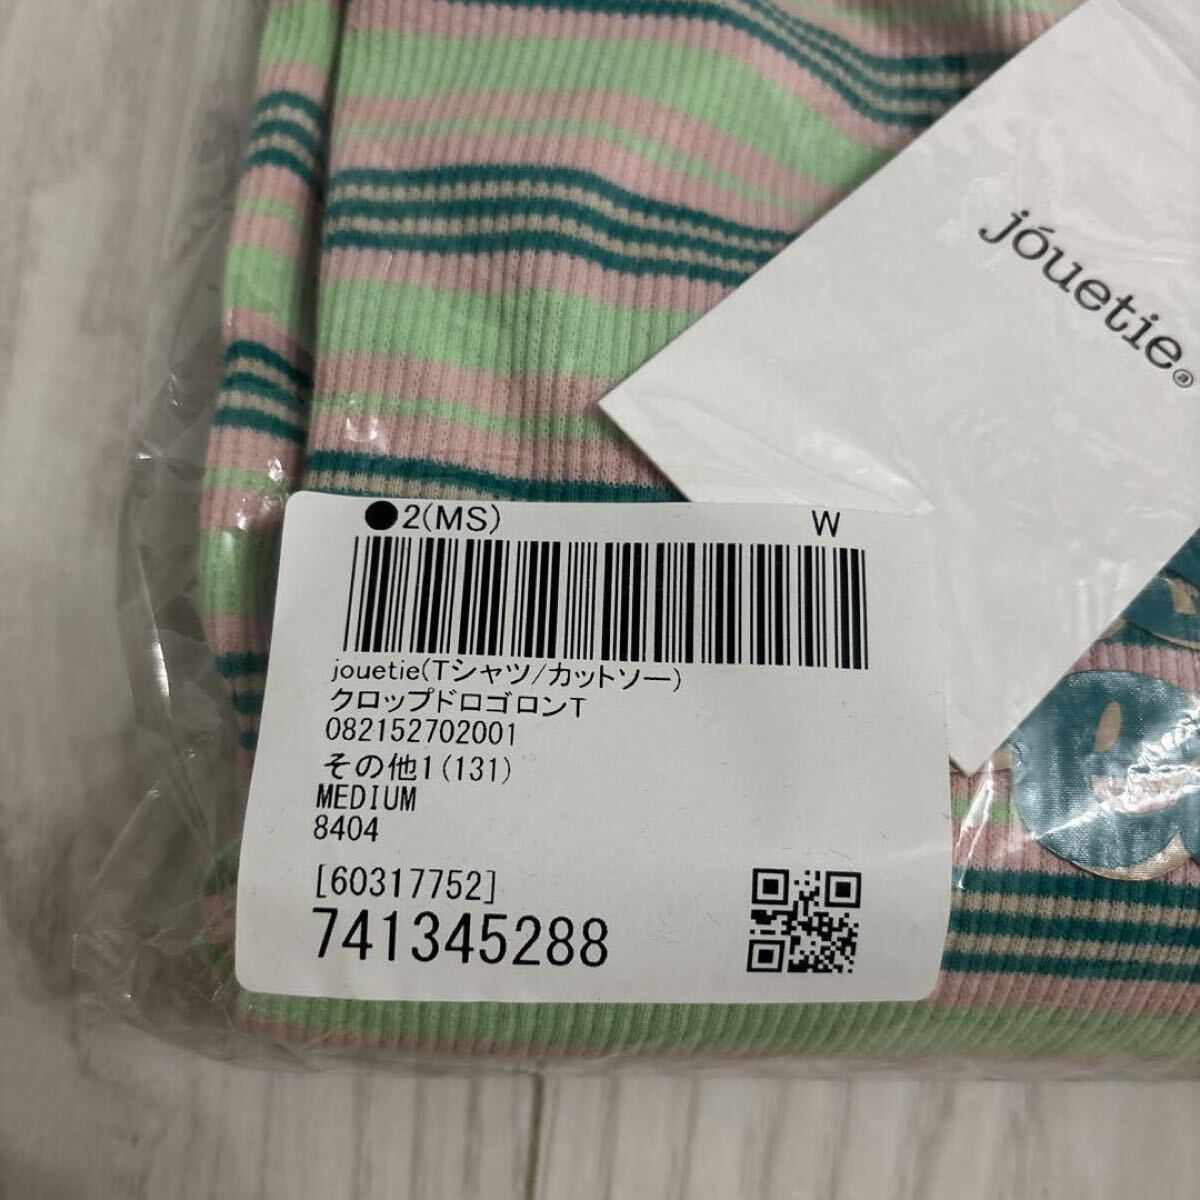 jóuetie®
●2(MS) W
jouetie(Tシャツ/カットソー)
クロップドロゴロンT
082152702001
その他1(131)
MEDIUM
8404
[60317752]
741345288